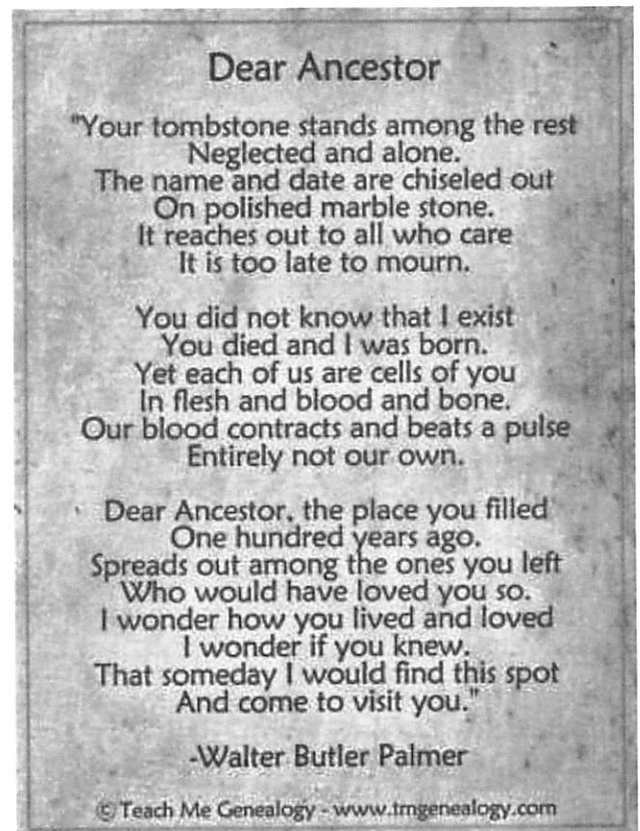 Dear Ancestor
"Your tombstone stands among the rest
Neglected and alone.
The name and date are chiseled out
On polished marble stone.
It reaches out to all who care
It is too late to mourn.
You did not know that I exist
You died and I was born.
Yet each of us are cells of you
In flesh and blood and bone.
Our blood contracts and beats a pulse
Entirely not our own.
Dear Ancestor, the place you filled
One hundred years ago.
Spreads out among the ones you left
Who would have loved you so.
I wonder how you lived and loved
I wonder if you knew.
That someday I would find this spot
And come to visit you."
-Walter Butler Palmer
© Teach Me Genealogy - www.tmgenealogy.com